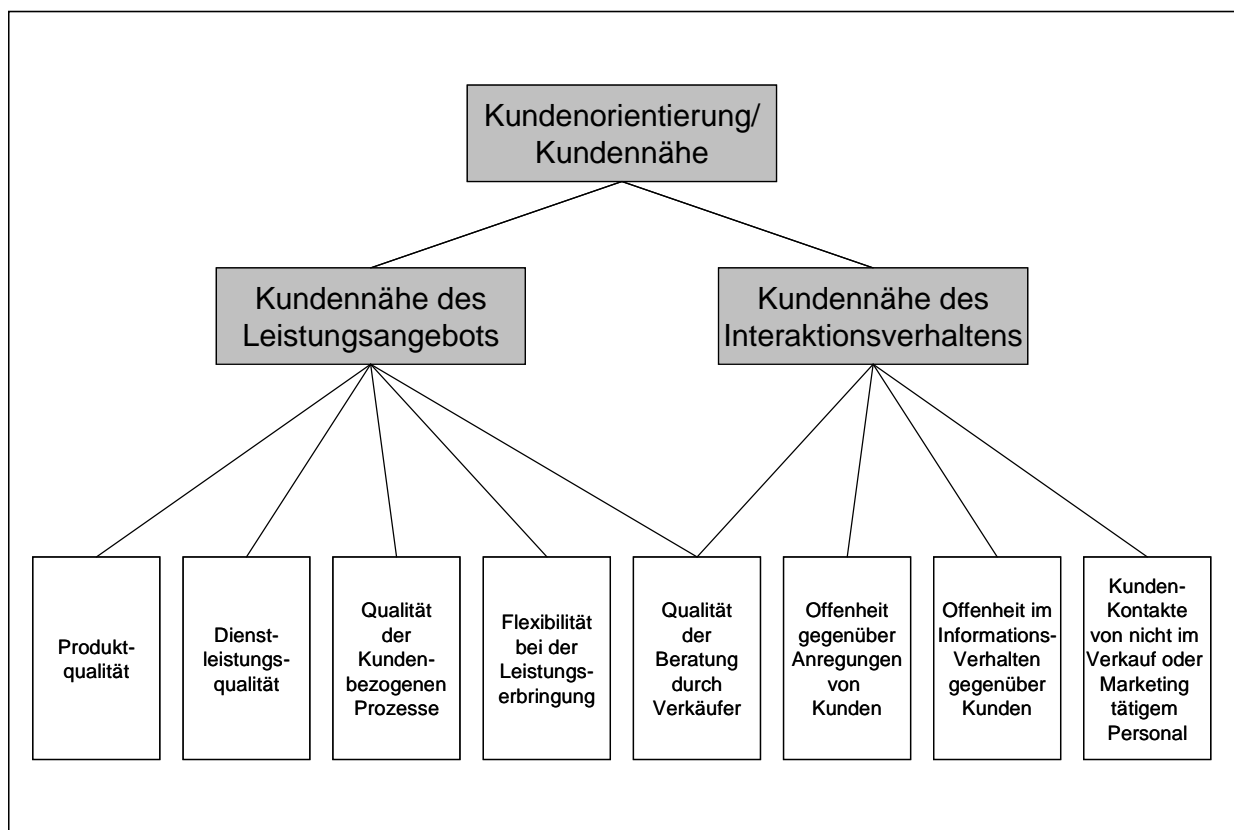 Kundenorientierung/
Kundennähe
Kundennähe des
Leistungsangebots
Kundennähe des
Interaktionsverhaltens
Produkt-
qualität
Dienst-
leistungs-
qualität
Qualität
der
Kunden-
bezogenen
Prozesse
Flexibilität
bei der
Leistungs-
erbringung
Qualität
der
Beratung
durch
Verkäufer
Offenheit
gegenüber
Anregungen
von
Kunden
Offenheit im
Informations-
Verhalten
gegenüber
Kunden
Kunden-
Kontakte
von nicht im
Verkauf oder
Marketing
tätigem
Personal